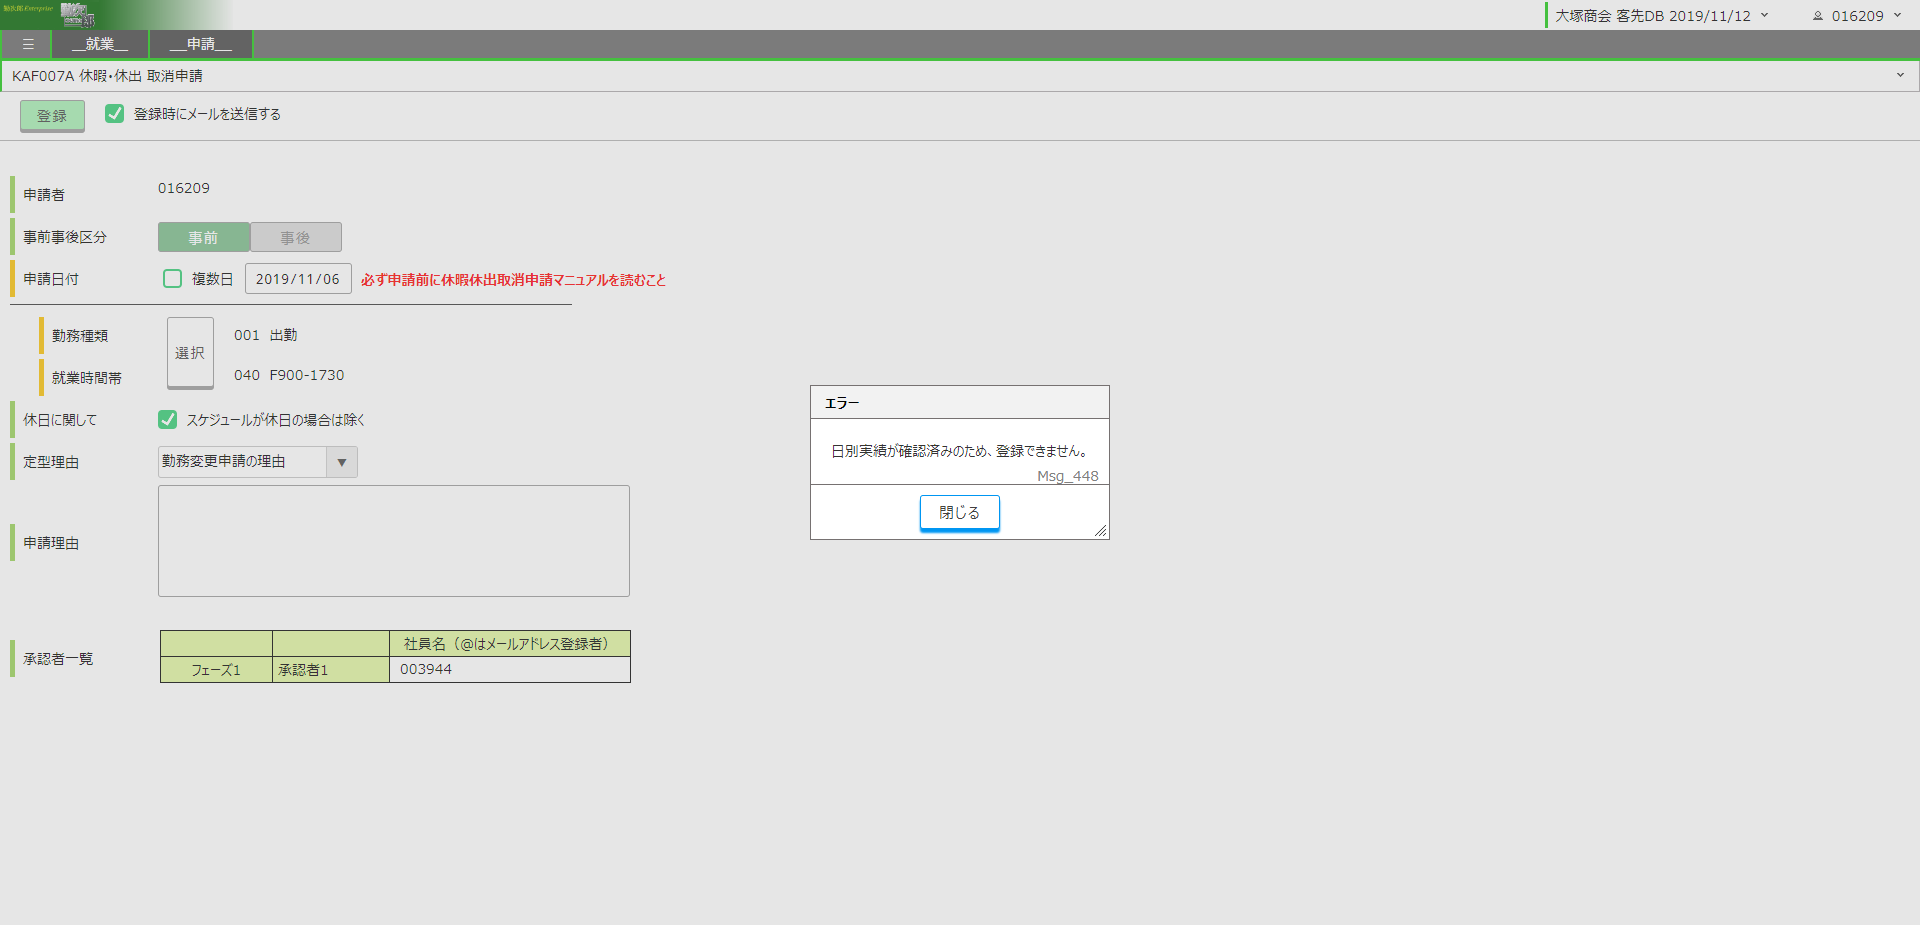 勤次郎 Enterprise
大塚商会 客先DB 2019/11/12
016209
☰ __就業__ __申請__
KAF007A 休暇・休出 取消申請
登録 登録時にメールを送信する
申請者 016209
事前事後区分 事前 事後
申請日付 複数日 2019/11/06 必ず申請前に休暇休出取消申請マニュアルを読むこと
勤務種類 選択 001 出勤
就業時間帯 040 F900-1730
休日に関して スケジュールが休日の場合は除く
定型理由 勤務変更申請の理由 ▼
申請理由
承認者一覧
社員名（@はメールアドレス登録者）
フェーズ1 承認者1 003944
エラー
日別実績が確認済みのため、登録できません。
Msg_448
閉じる